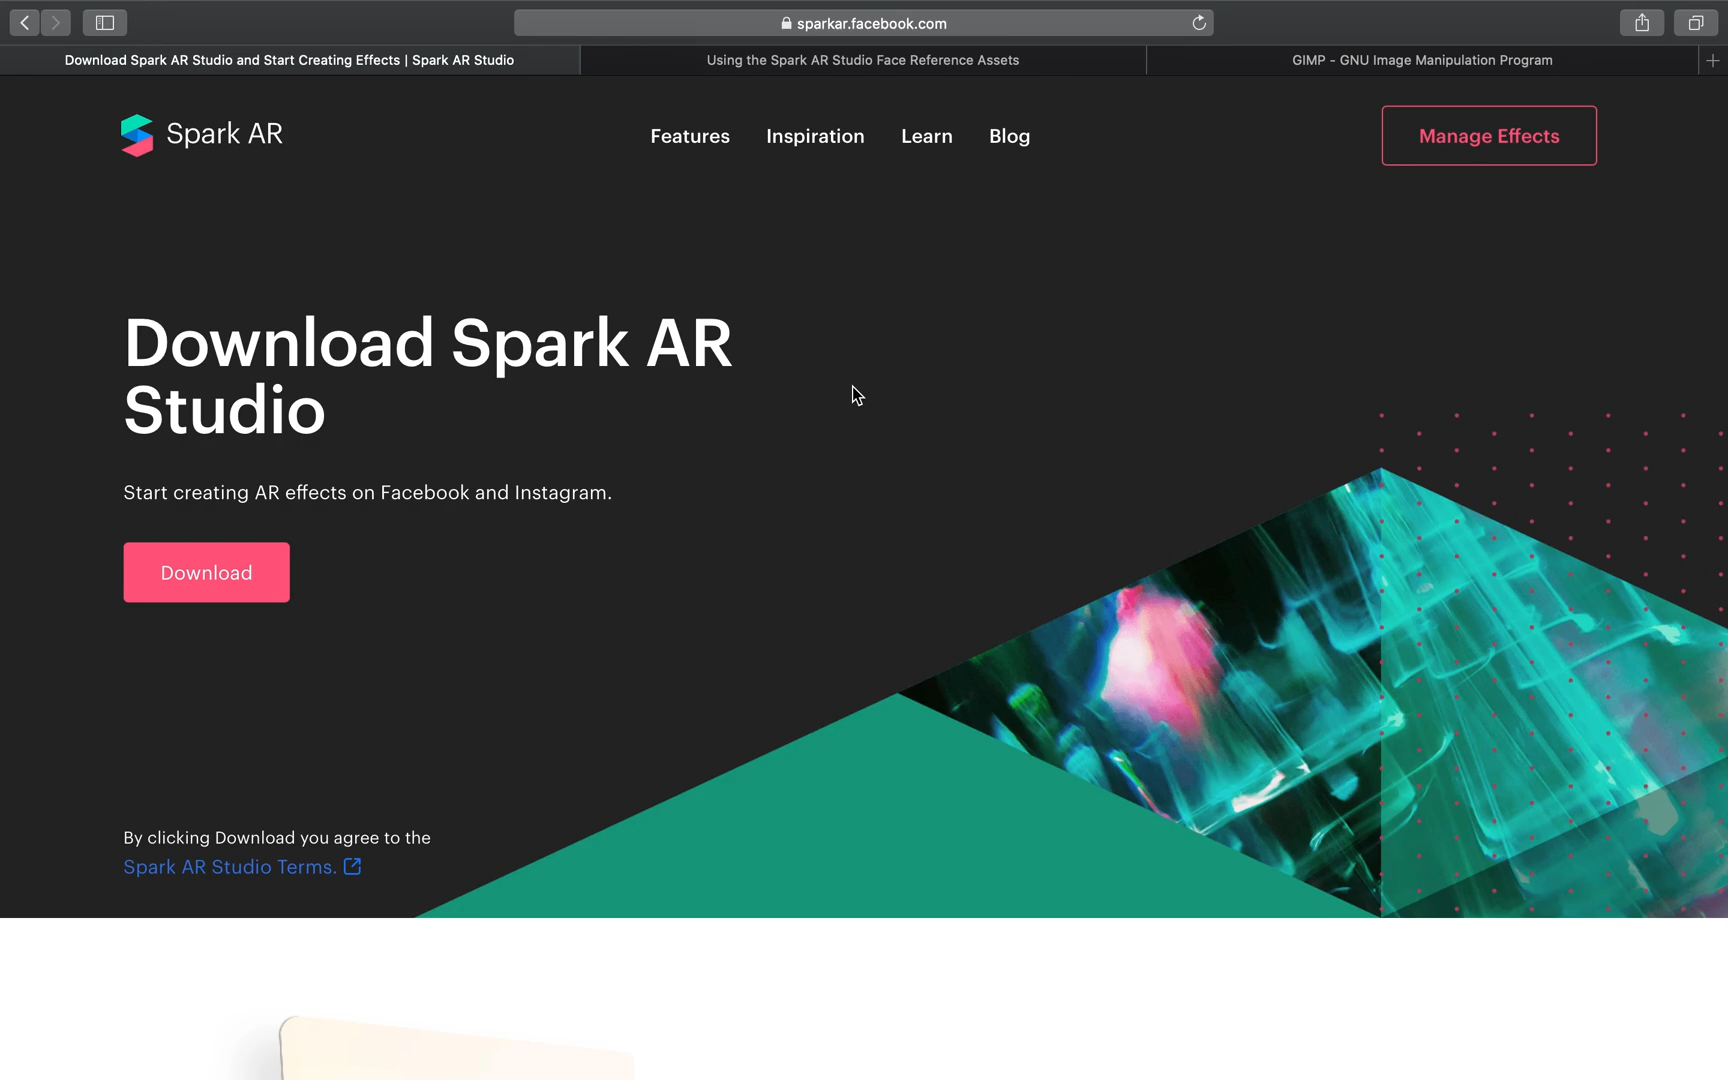 sparkar.facebook.com
Download Spark AR Studio and Start Creating Effects | Spark AR Studio
Using the Spark AR Studio Face Reference Assets
GIMP - GNU Image Manipulation Program
Spark AR
Features
Inspiration
Learn
Blog
Manage Effects
Download Spark AR
Studio
Start creating AR effects on Facebook and Instagram.
Download
By clicking Download you agree to the
Spark AR Studio Terms.